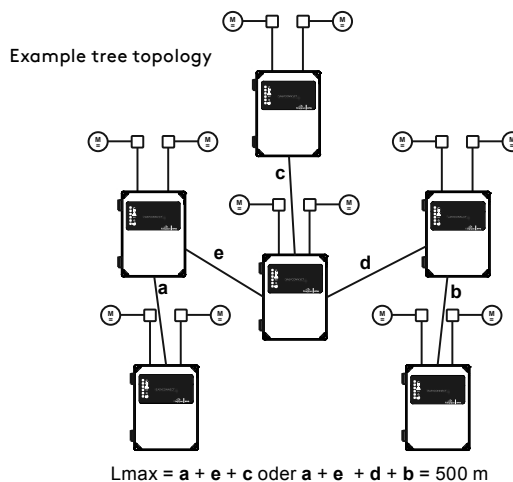 M = M =
Example tree topology
c
M = M = M = M =
M = M =
e d
a b
M = M = M = M =
Lmax = a + e + c oder a + e + d + b = 500 m